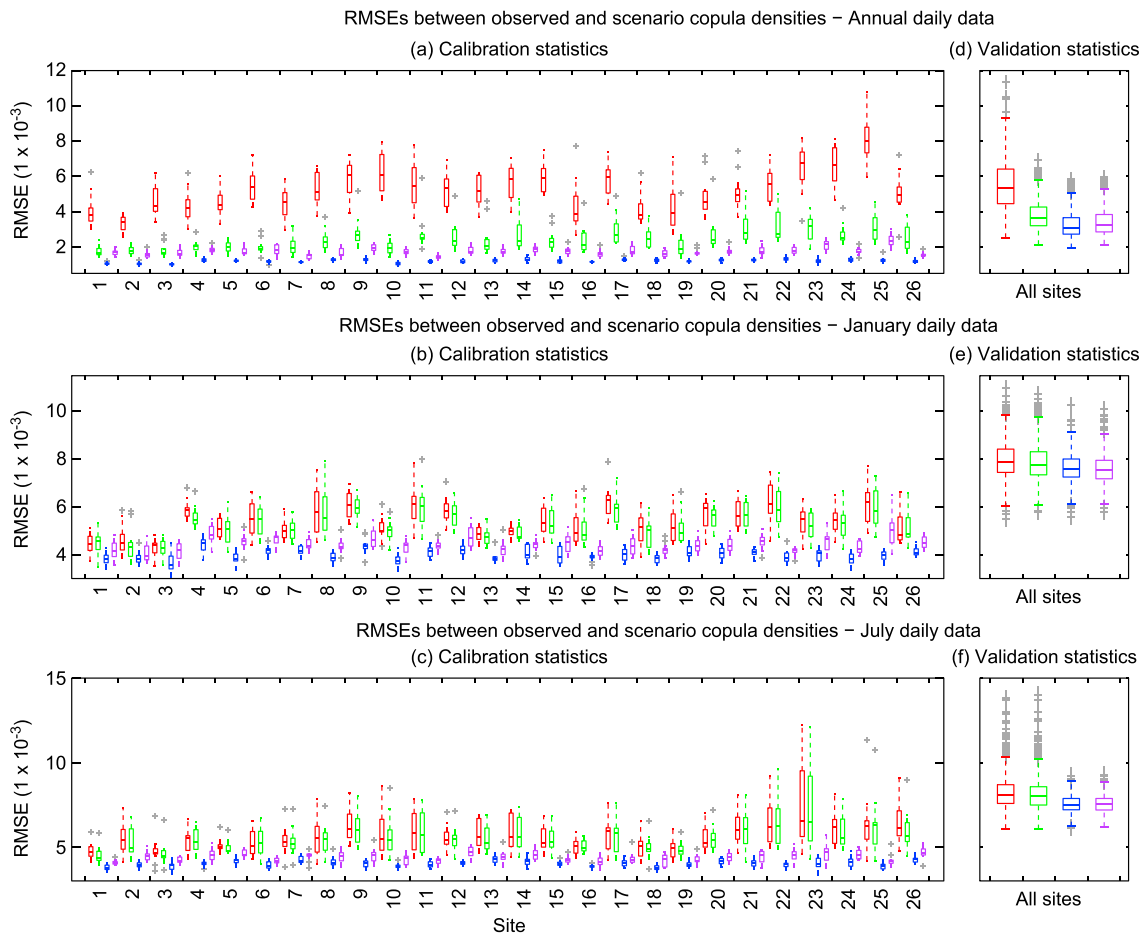 RMSEs between observed and scenario copula densities − Annual daily data
(a) Calibration statistics
(d) Validation statistics
RMSE (1 x 10⁻³)
12
10
8
6
4
2
1 2 3 4 5 6 7 8 9 10 11 12 13 14 15 16 17 18 19 20 21 22 23 24 25 26
All sites
RMSEs between observed and scenario copula densities − January daily data
(b) Calibration statistics
(e) Validation statistics
RMSE (1 x 10⁻³)
10
8
6
4
1 2 3 4 5 6 7 8 9 10 11 12 13 14 15 16 17 18 19 20 21 22 23 24 25 26
All sites
RMSEs between observed and scenario copula densities − July daily data
(c) Calibration statistics
(f) Validation statistics
RMSE (1 x 10⁻³)
15
10
5
1 2 3 4 5 6 7 8 9 10 11 12 13 14 15 16 17 18 19 20 21 22 23 24 25 26
All sites
Site